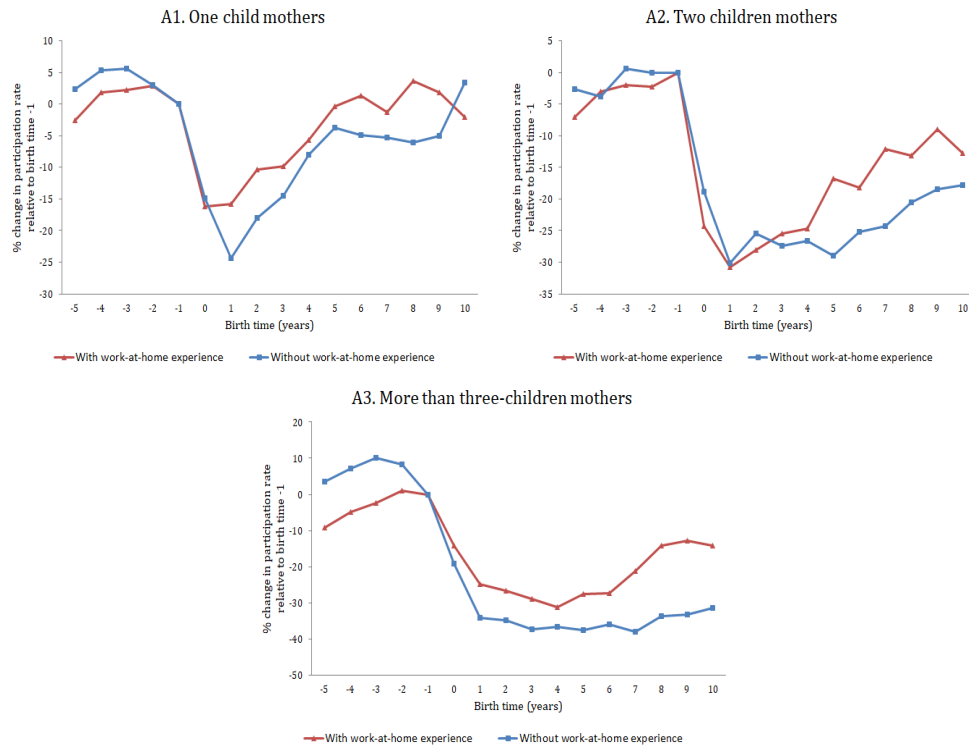 A1. One child mothers
% change in participation rate
relative to birth time -1
10
5
0
-5
-10
-15
-20
-25
-30
-5 -4 -3 -2 -1 0 1 2 3 4 5 6 7 8 9 10
Birth time (years)
With work-at-home experience Without work-at-home experience
A2. Two children mothers
% change in participation rate
relative to birth time -1
5
0
-5
-10
-15
-20
-25
-30
-35
-5 -4 -3 -2 -1 0 1 2 3 4 5 6 7 8 9 10
Birth time (years)
With work-at-home experience Without work-at-home experience
A3. More than three-children mothers
% change in participation rate
relative to birth time -1
20
10
0
-10
-20
-30
-40
-50
-5 -4 -3 -2 -1 0 1 2 3 4 5 6 7 8 9 10
Birth time (years)
With work-at-home experience Without work-at-home experience